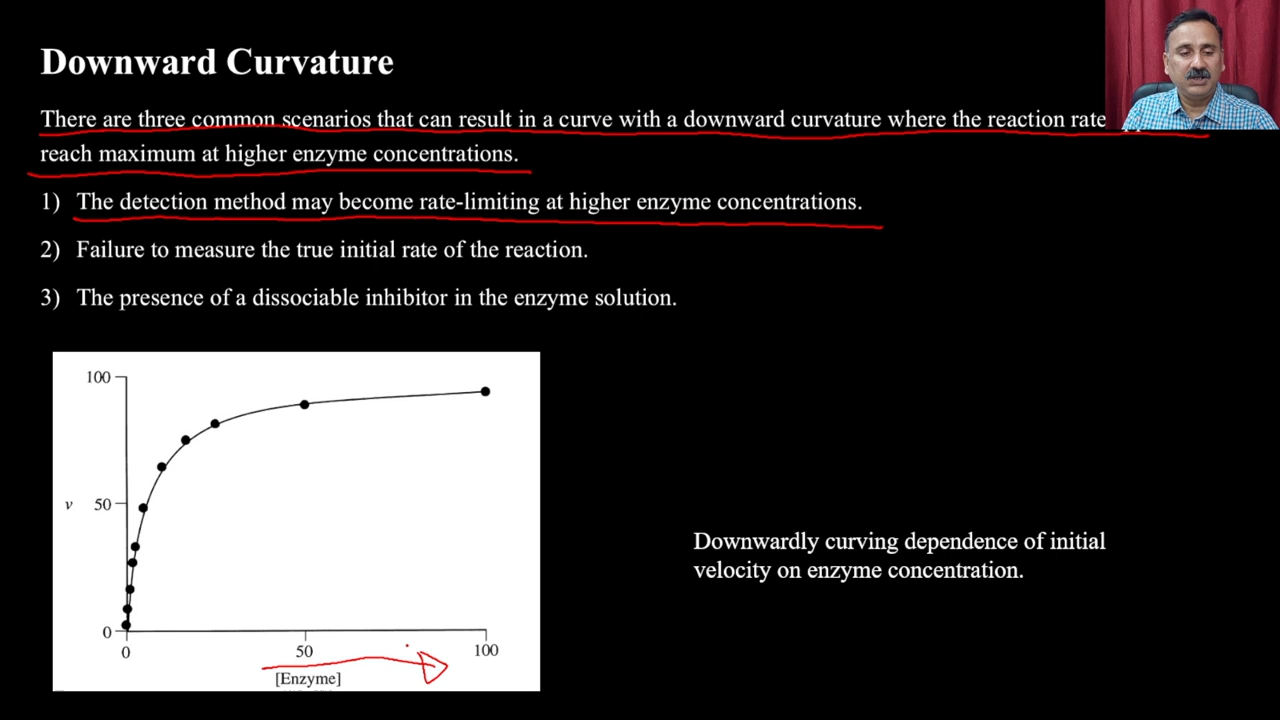 Downward Curvature
There are three common scenarios that can result in a curve with a downward curvature where the reaction rate
reach maximum at higher enzyme concentrations.
1) The detection method may become rate-limiting at higher enzyme concentrations.
2) Failure to measure the true initial rate of the reaction.
3) The presence of a dissociable inhibitor in the enzyme solution.
100
v 50
0
0 50 100
[Enzyme]
Downwardly curving dependence of initial
velocity on enzyme concentration.